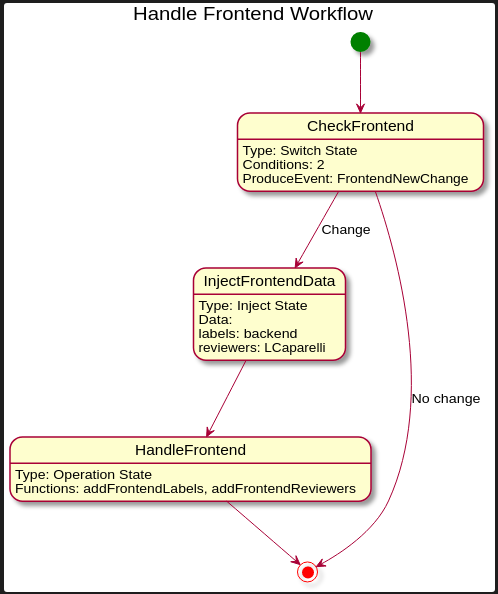 Handle Frontend Workflow
CheckFrontend
Type: Switch State
Conditions: 2
ProduceEvent: FrontendNewChange
Change
InjectFrontendData
Type: Inject State
Data:
labels: backend
reviewers: LCaparelli
No change
HandleFrontend
Type: Operation State
Functions: addFrontendLabels, addFrontendReviewers